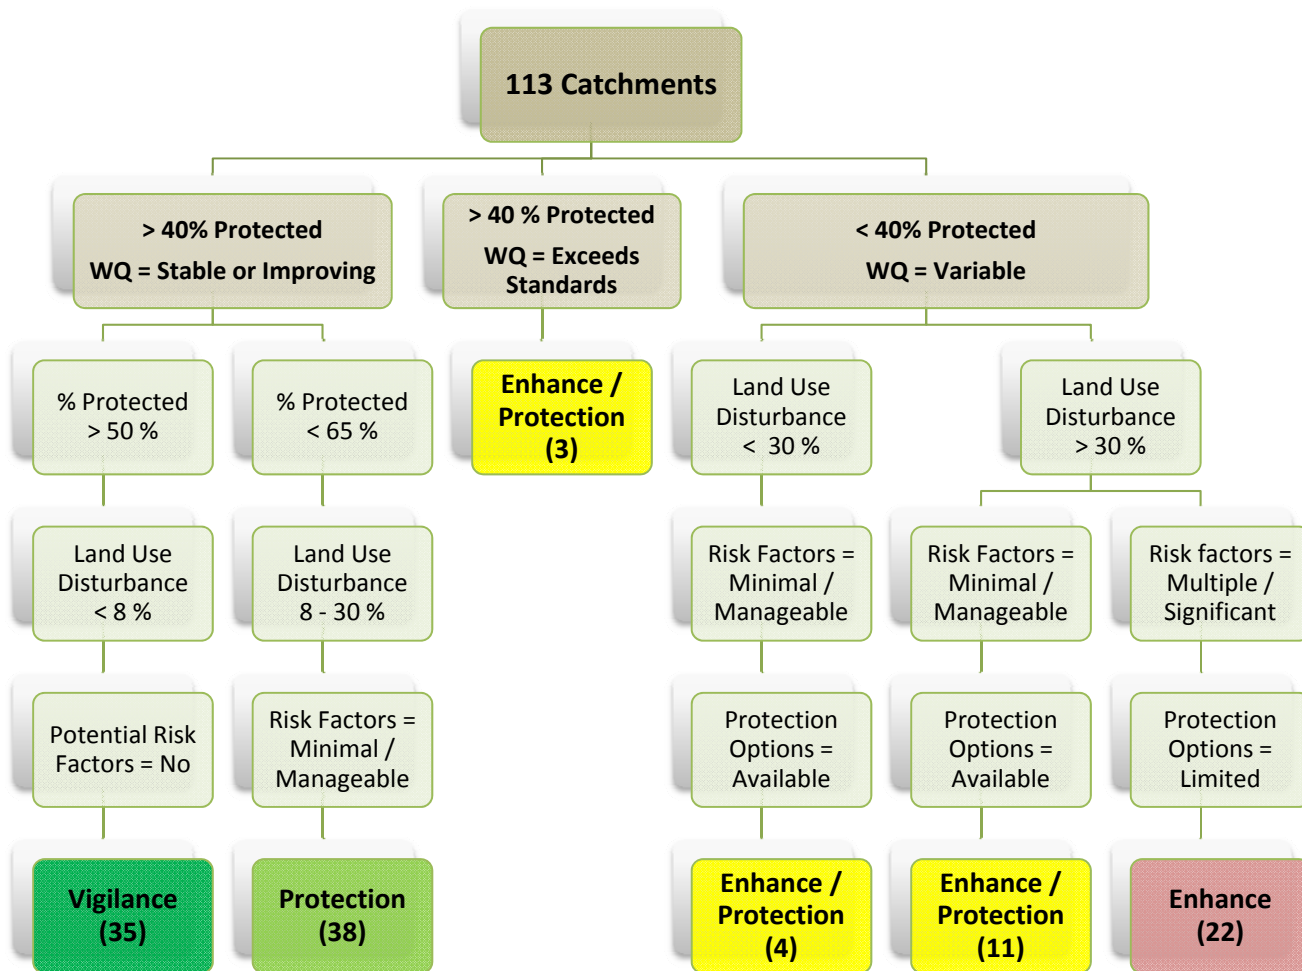 113 Catchments
> 40% Protected
WQ = Stable or Improving
> 40 % Protected
WQ = Exceeds
Standards
< 40% Protected
WQ = Variable
% Protected
> 50 %
% Protected
< 65 %
Enhance /
Protection
(3)
Land Use
Disturbance
< 30 %
Land Use
Disturbance
> 30 %
Land Use
Disturbance
< 8 %
Land Use
Disturbance
8 - 30 %
Risk Factors =
Minimal /
Manageable
Risk Factors =
Minimal /
Manageable
Risk factors =
Multiple /
Significant
Potential Risk
Factors = No
Risk Factors =
Minimal /
Manageable
Protection
Options =
Available
Protection
Options =
Available
Protection
Options =
Limited
Vigilance
(35)
Protection
(38)
Enhance /
Protection
(4)
Enhance /
Protection
(11)
Enhance
(22)